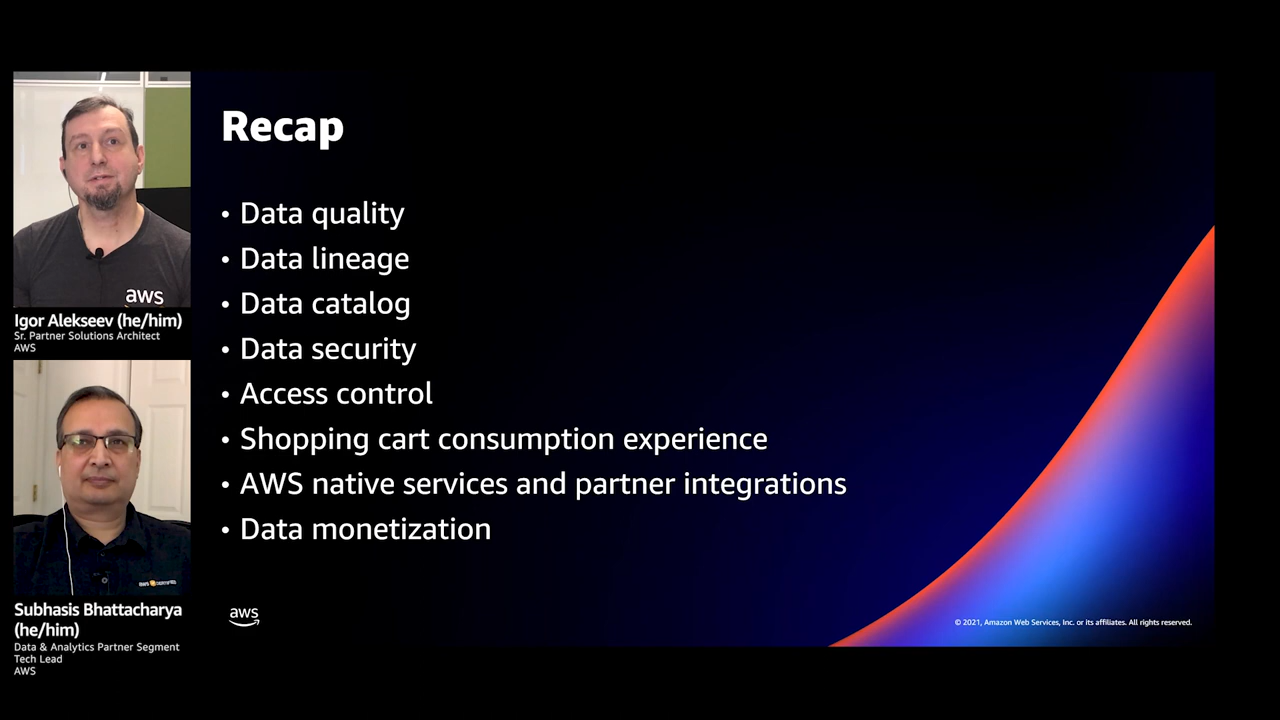 Recap
• Data quality
• Data lineage
• Data catalog
• Data security
• Access control
• Shopping cart consumption experience
• AWS native services and partner integrations
• Data monetization
aws
© 2021, Amazon Web Services, Inc. or its affiliates. All rights reserved.
aws
Igor Alekseev (he/him)
Sr. Partner Solutions Architect
AWS
Subhasis Bhattacharya
(he/him)
Data & Analytics Partner Segment
Tech Lead
AWS